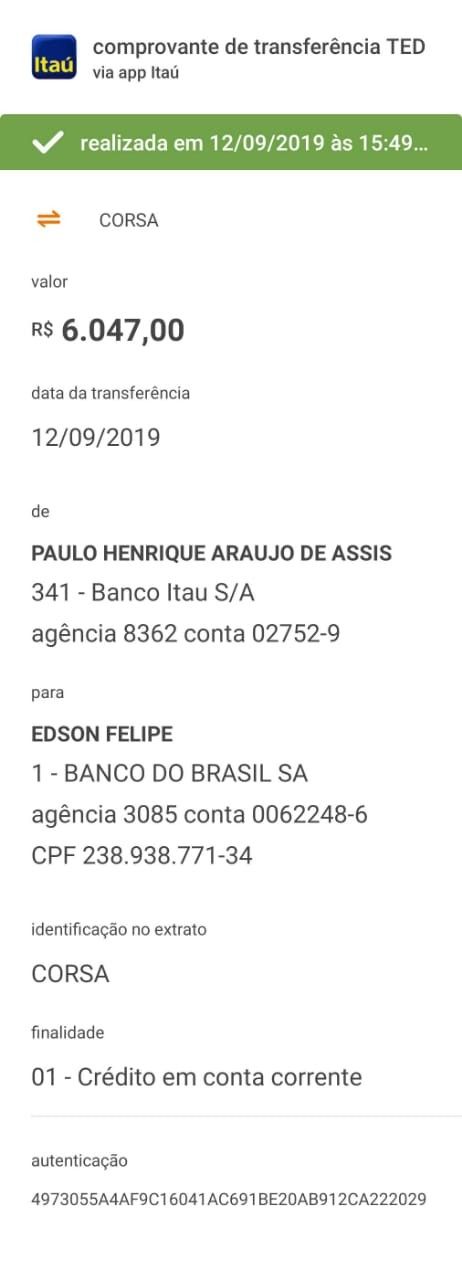 Itaú
comprovante de transferência TED
via app Itaú
realizada em 12/09/2019 às 15:49...
CORSA
valor
R$ 6.047,00
data da transferência
12/09/2019
de
PAULO HENRIQUE ARAUJO DE ASSIS
341 - Banco Itau S/A
agência 8362 conta 02752-9
para
EDSON FELIPE
1 - BANCO DO BRASIL SA
agência 3085 conta 0062248-6
CPF 238.938.771-34
identificação no extrato
CORSA
finalidade
01 - Crédito em conta corrente
autenticação
4973055A4AF9C16041AC691BE20AB912CA222029